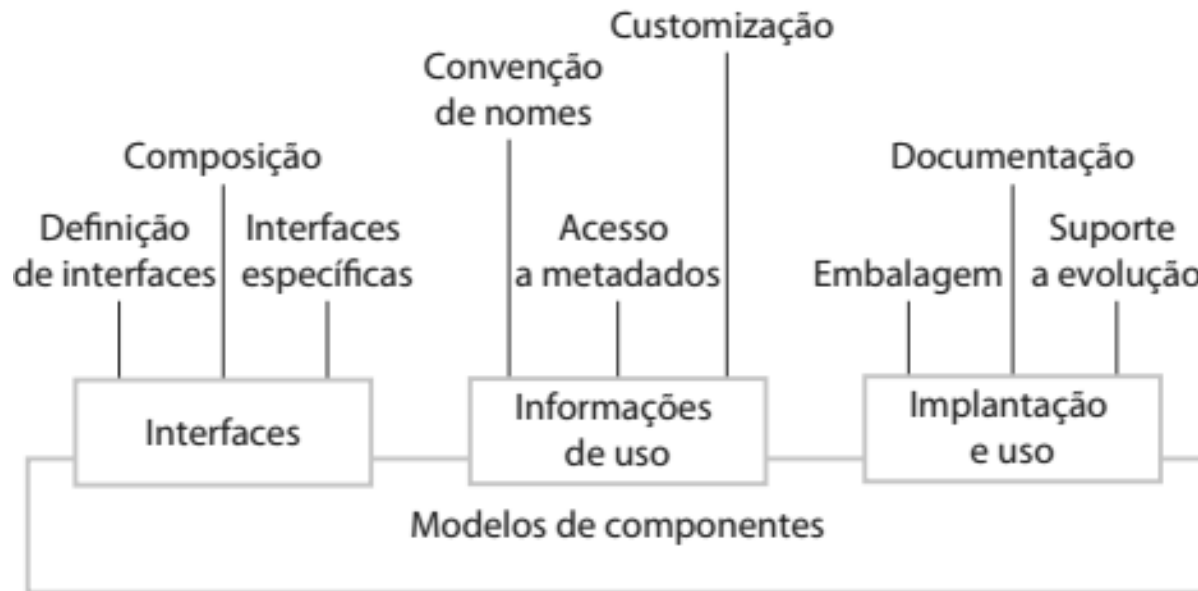 Customização
Convenção
de nomes
Composição
Documentação
Definição
de interfaces
Interfaces
específicas
Acesso
a metadados
Embalagem
Suporte
a evolução
Interfaces
Informações
de uso
Implantação
e uso
Modelos de componentes